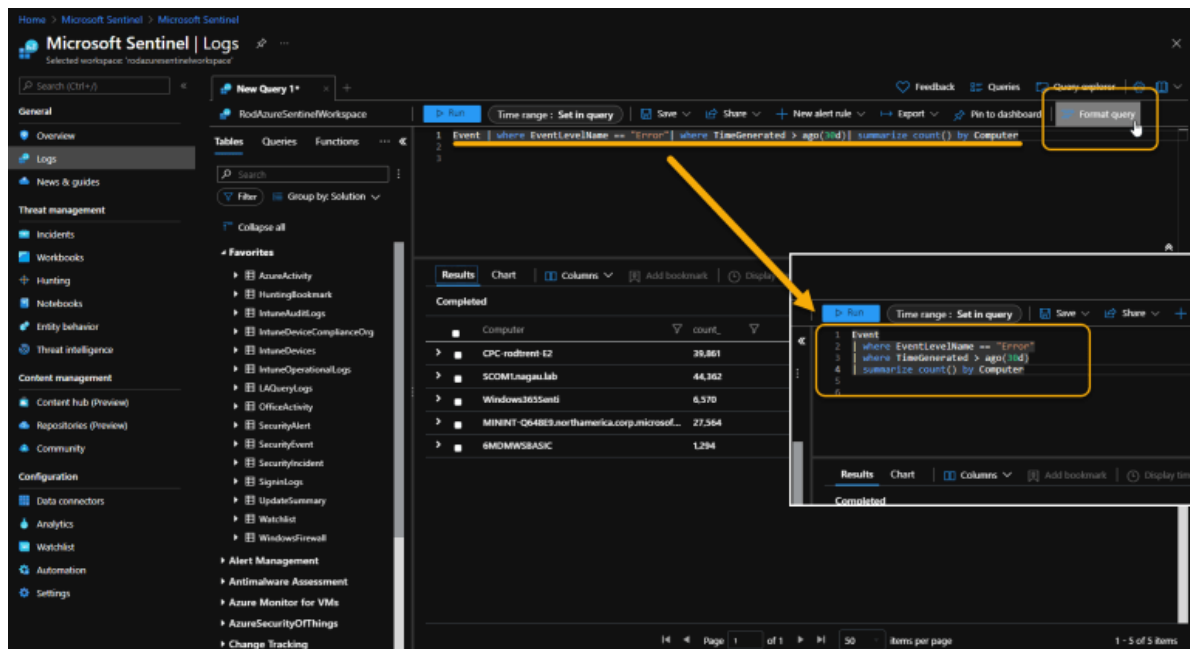 Home > Microsoft Sentinel > Microsoft Sentinel
Microsoft Sentinel | Logs
Selected workspace: 'rodazuresentinelworkspace'
Search (Ctrl+/)
General
Overview
Logs
News & guides
Threat management
Incidents
Workbooks
Hunting
Notebooks
Entity behavior
Threat intelligence
Content management
Content hub (Preview)
Repositories (Preview)
Community
Configuration
Data connectors
Analytics
Watchlist
Automation
Settings
New Query 1*
Feedback
Queries
Query explorer
RodAzureSentinelWorkspace
Run
Time range : Set in query
Save
Share
New alert rule
Export
Pin to dashboard
Format query
Tables
Queries
Functions
Search
Filter
Group by: Solution
Collapse all
Favorites
AzureActivity
HuntingBookmark
IntuneAuditLogs
IntuneDeviceComplianceOrg
IntuneDevices
IntuneOperationalLogs
LAQueryLogs
OfficeActivity
SecurityAlert
SecurityEvent
SecurityIncident
SigninLogs
UpdateSummary
Watchlist
WindowsFirewall
Alert Management
Antimalware Assessment
Azure Monitor for VMs
AzureSecurityOfThings
Change Tracking
1 Event | where EventLevelName == "Error"| where TimeGenerated > ago(30d)| summarize count() by Computer
2
3
Results
Chart
Columns
Add bookmark
Display
Completed
Computer
count_
CPC-rodtrent-E2 39,861
SCOM1.nagau.lab 44,362
Windows365Senti 6,570
MININT-Q648E9.northamerica.corp.microsof... 27,564
6MDMWSBASIC 1,294
Page 1 of 1
50 items per page
1 - 5 of 5 items
Run
Time range : Set in query
Save
Share
1 Event
2 | where EventLevelName == "Error"
3 | where TimeGenerated > ago(30d)
4 | summarize count() by Computer
5
6
Results
Chart
Columns
Add bookmark
Display tim
Completed